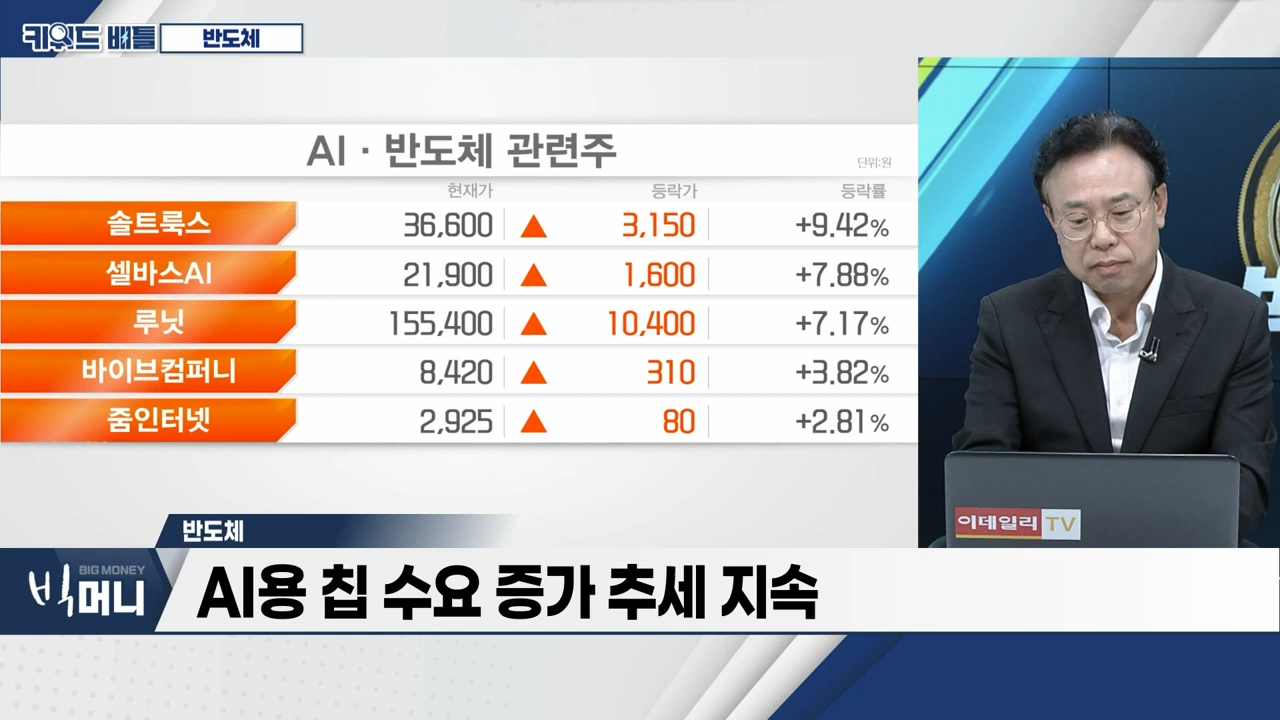 키워드 배틀 반도체
AI · 반도체 관련주
단위:원
현재가 등락가 등락률
솔트룩스 36,600 ▲ 3,150 +9.42%
셀바스AI 21,900 ▲ 1,600 +7.88%
루닛 155,400 ▲ 10,400 +7.17%
바이브컴퍼니 8,420 ▲ 310 +3.82%
줌인터넷 2,925 ▲ 80 +2.81%
이데일리 TV
반도체
BIG MONEY
빅머니
AI용 칩 수요 증가 추세 지속